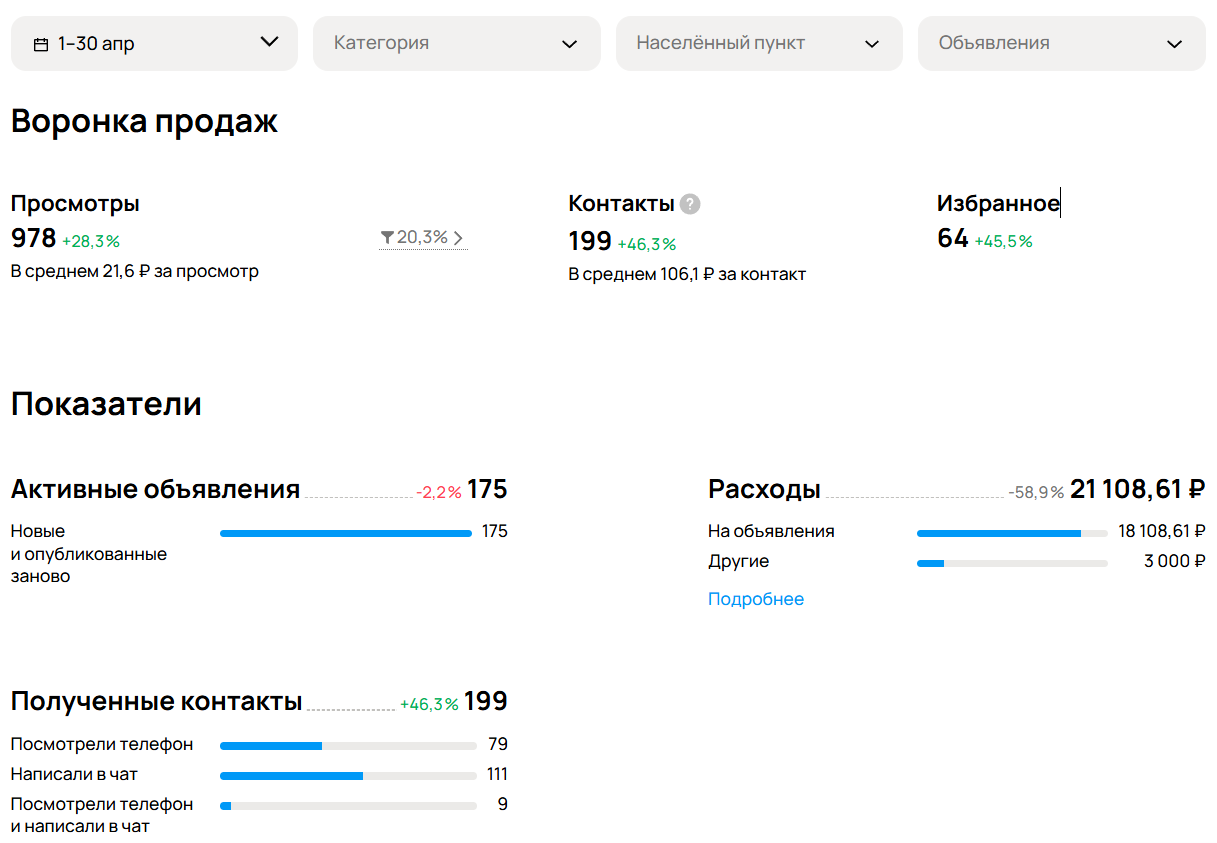 1–30 апр
Категория
Населённый пункт
Объявления
Воронка продаж
Просмотры
978 +28,3%
20,3%
В среднем 21,6 ₽ за просмотр
Контакты ?
199 +46,3%
В среднем 106,1 ₽ за контакт
Избранное
64 +45,5%
Показатели
Активные объявления -2,2% 175
Новые
и опубликованные
заново
175
Расходы -58,9% 21 108,61 ₽
На объявления 18 108,61 ₽
Другие 3 000 ₽
Подробнее
Полученные контакты +46,3% 199
Посмотрели телефон 79
Написали в чат 111
Посмотрели телефон
и написали в чат
9